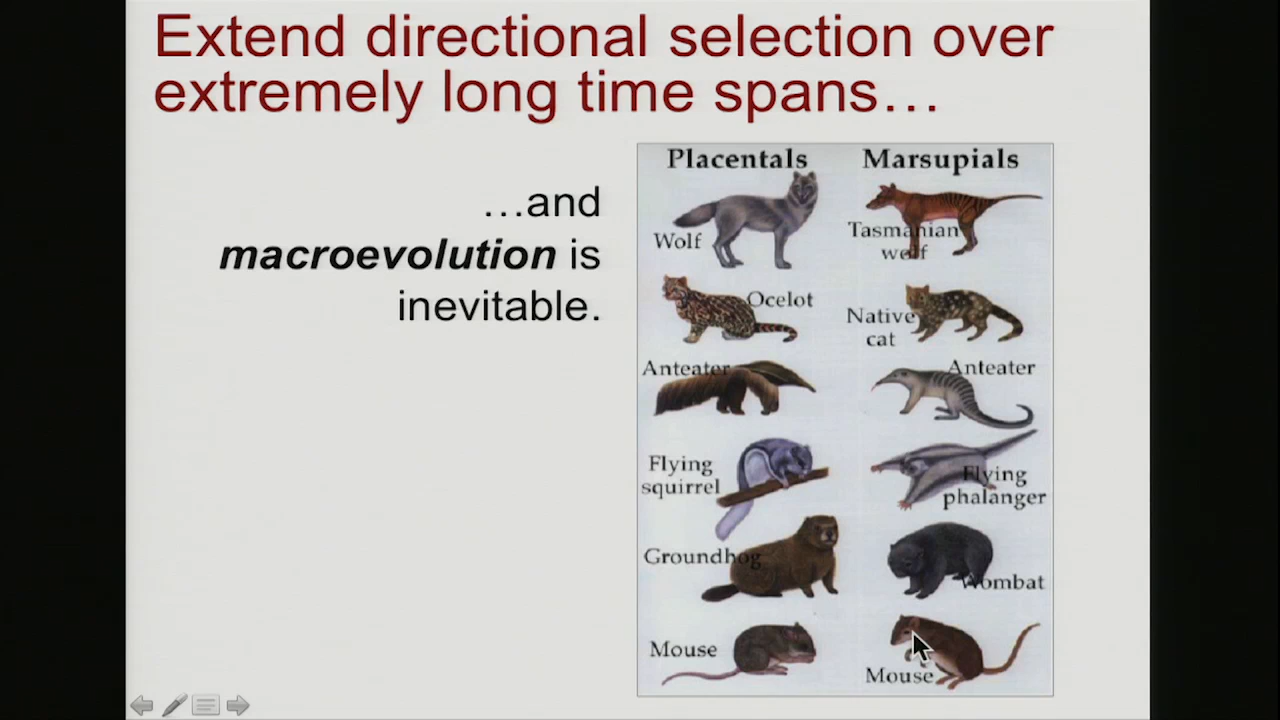 Extend directional selection over
extremely long time spans…
…and
macroevolution is
inevitable.
Placentals
Marsupials
Wolf
Tasmanian
wolf
Ocelot
Native
cat
Anteater
Anteater
Flying
squirrel
Flying
phalanger
Groundhog
Wombat
Mouse
Mouse